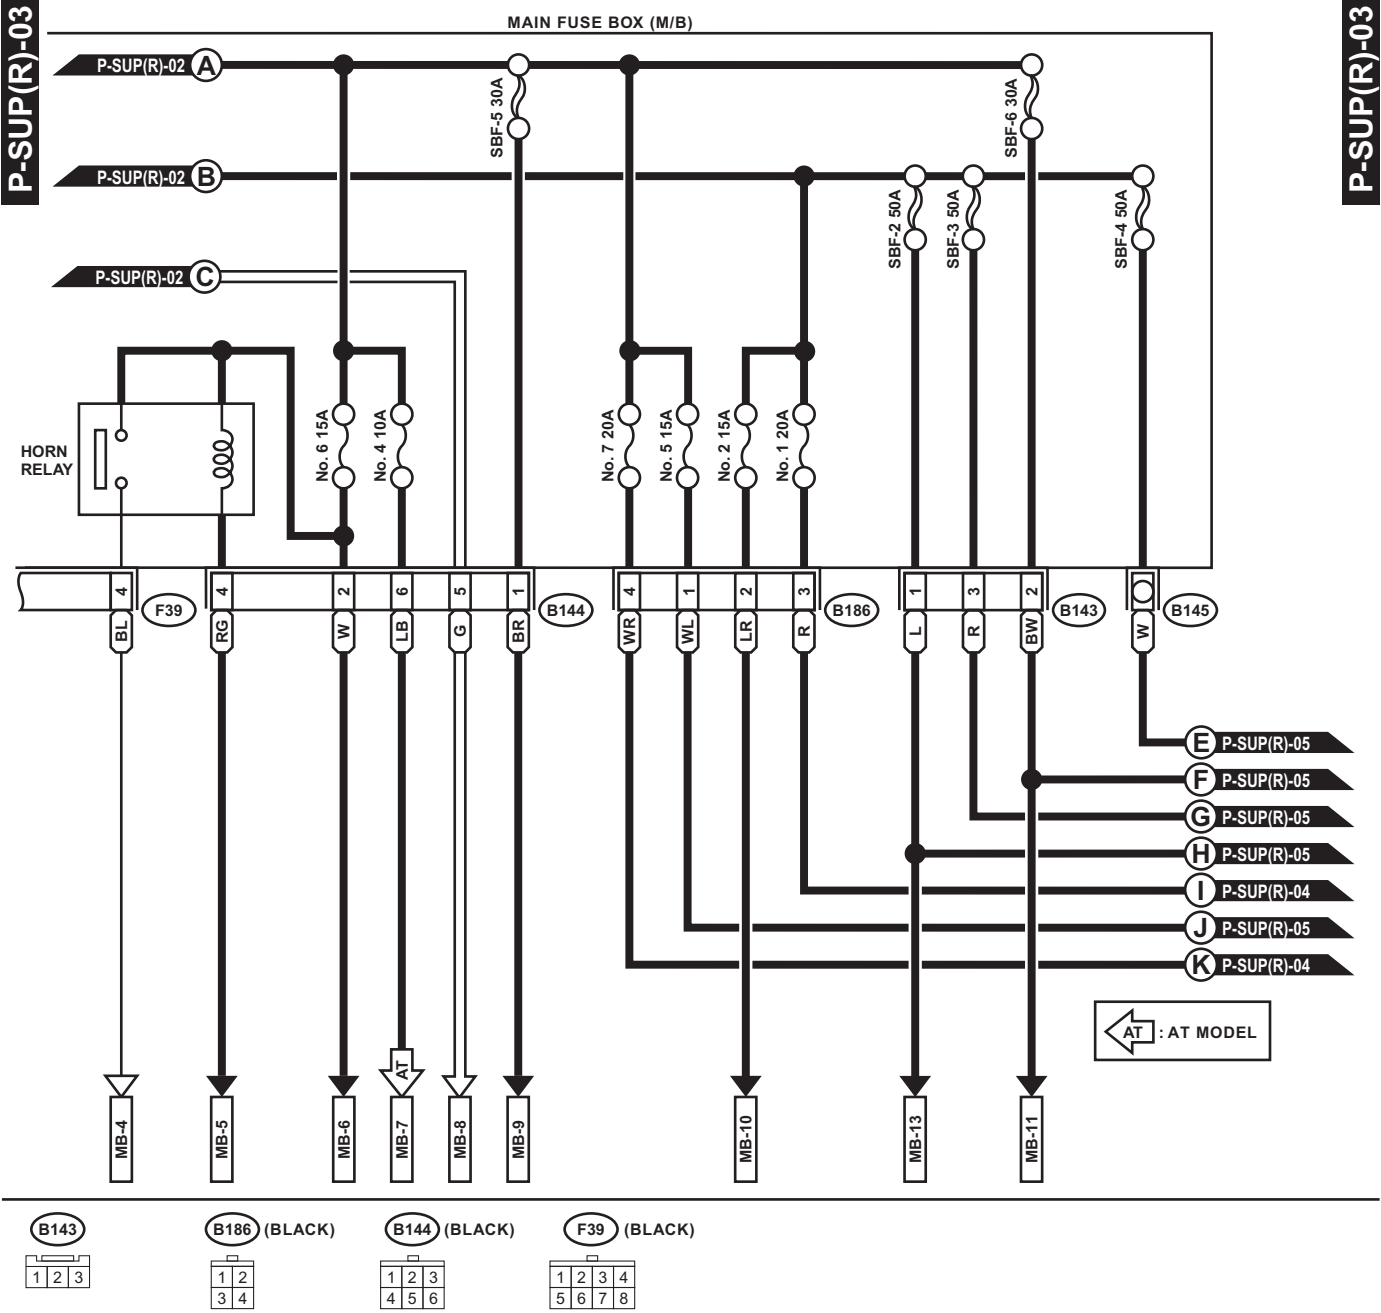 P-SUP(R)-03
MAIN FUSE BOX (M/B)
P-SUP(R)-03
P-SUP(R)-02 A
SBF-5 30A
SBF-6 30A
P-SUP(R)-02 B
SBF-2 50A
SBF-3 50A
SBF-4 50A
P-SUP(R)-02 C
HORN
RELAY
No. 6 15A
No. 4 10A
No. 7 20A
No. 5 15A
No. 2 15A
No. 1 20A
4 F39 4 2 6 5 1 B144 4 1 2 3 B186 1 3 2 B143 B145
BL RG W LB G BR WR WL LR R L R BW W
E P-SUP(R)-05
F P-SUP(R)-05
G P-SUP(R)-05
H P-SUP(R)-05
I P-SUP(R)-04
J P-SUP(R)-05
K P-SUP(R)-04
AT : AT MODEL
AT
MB-4 MB-5 MB-6 MB-7 MB-8 MB-9 MB-10 MB-13 MB-11
B143
1 2 3
B186 (BLACK)
1 2
3 4
B144 (BLACK)
1 2 3
4 5 6
F39 (BLACK)
1 2 3 4
5 6 7 8